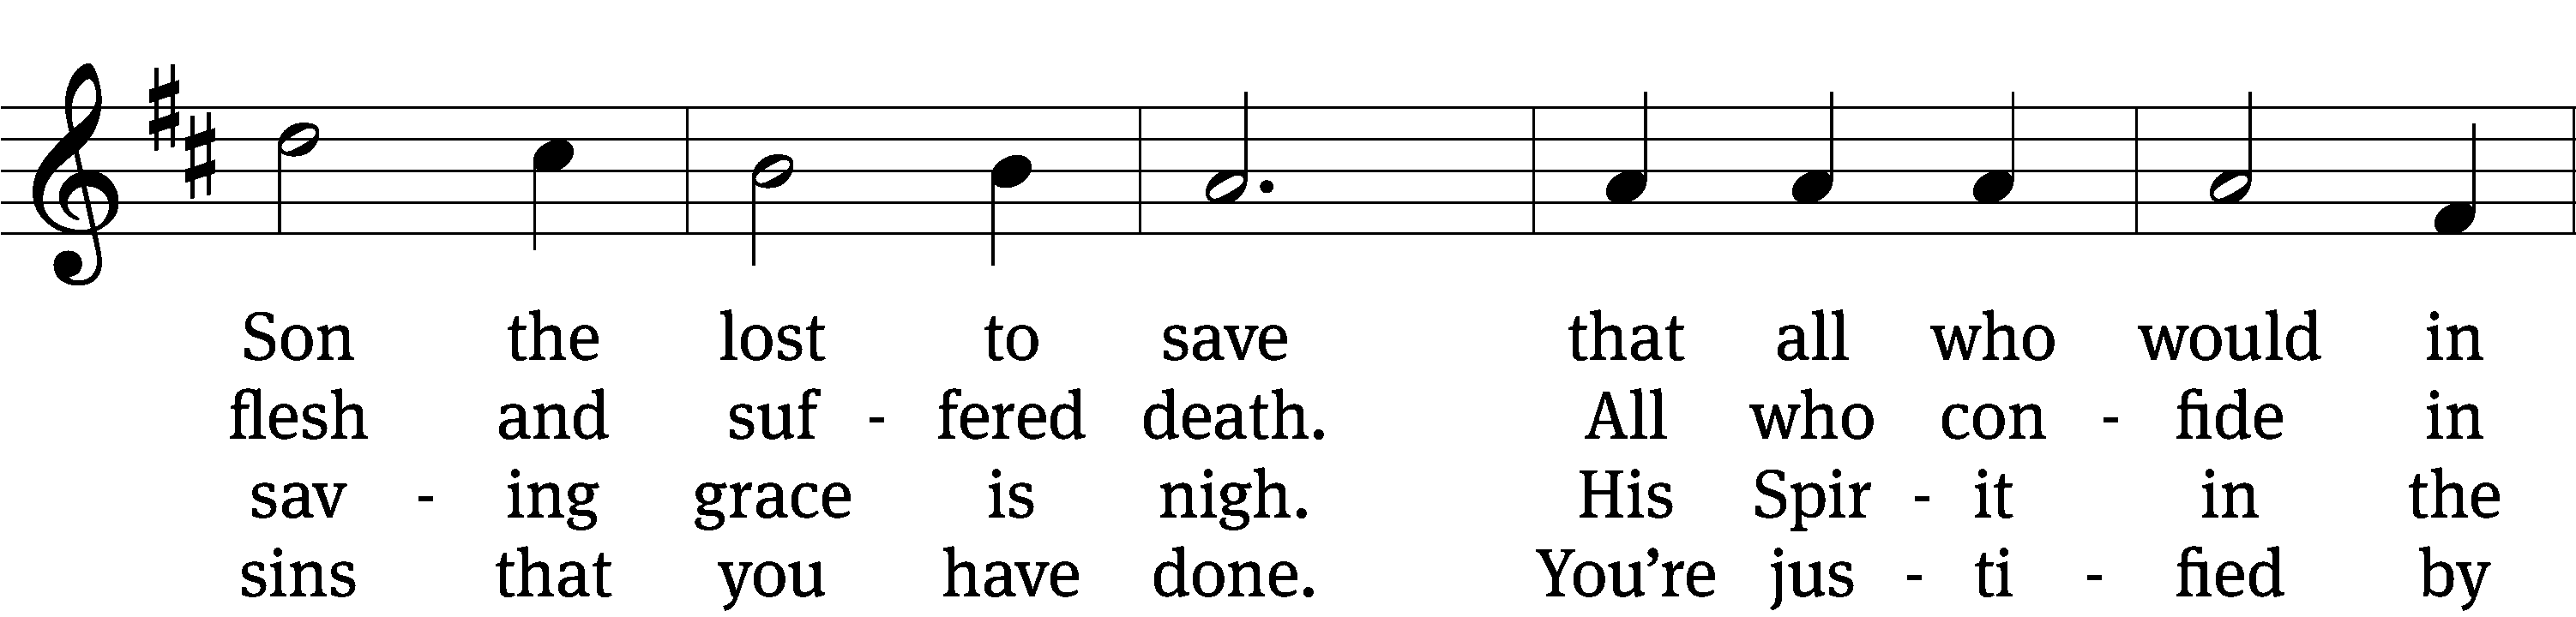 Son the lost to save that all who would in
flesh and suf - fered death. All who con - fide in
sav - ing grace is nigh. His Spir - it in the
sins that you have done. You’re jus - ti - fied by